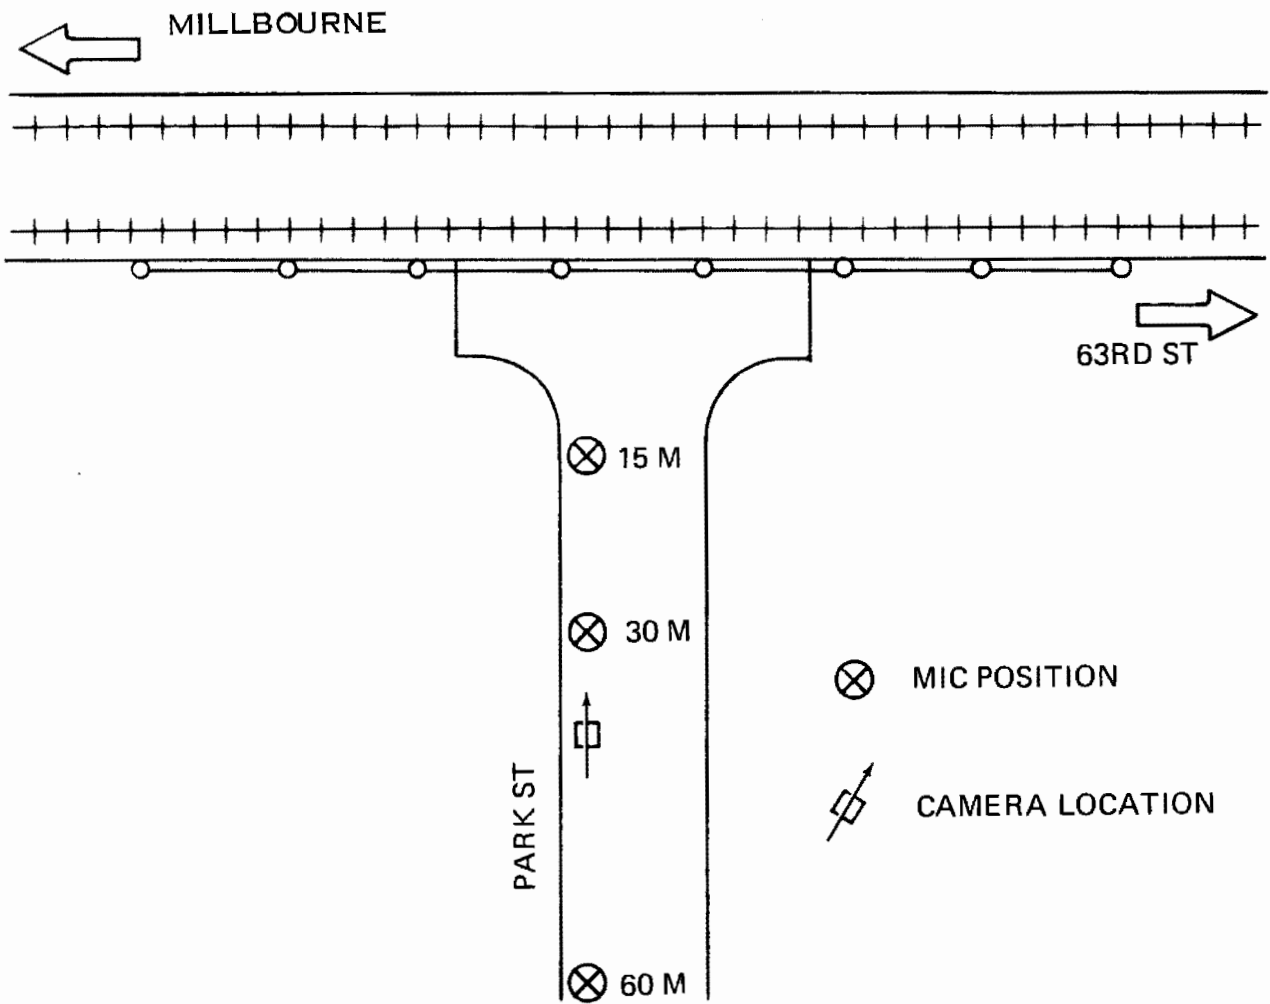 MILLBOURNE
63RD ST
15 M
30 M
MIC POSITION
PARK ST
CAMERA LOCATION
60 M